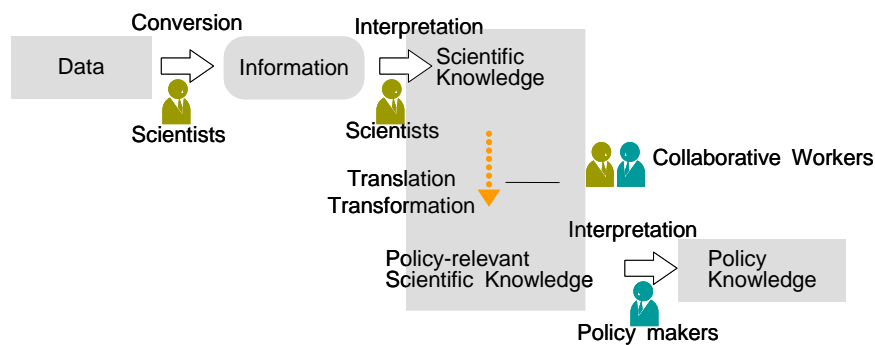 Conversion
Interpretation
Data
Information
Scientific
Knowledge
Scientists
Scientists
Collaborative Workers
Translation
Transformation
Interpretation
Policy-relevant
Scientific Knowledge
Policy
Knowledge
Policy makers